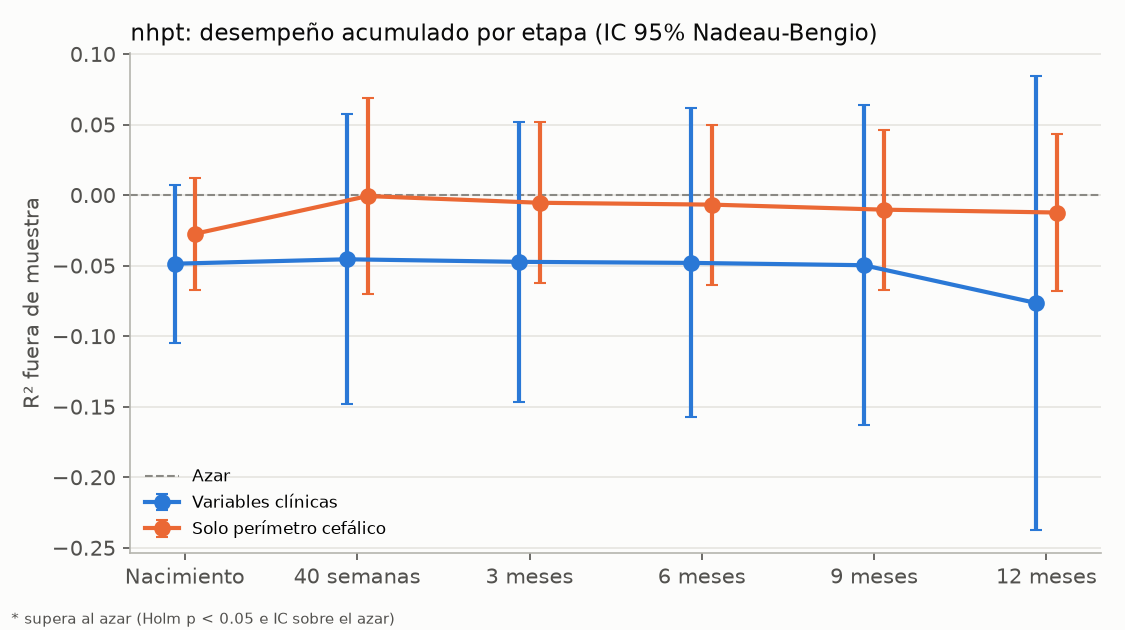 nhpt: desempeño acumulado por etapa (IC 95% Nadeau-Bengio)
R² fuera de muestra
0.10
0.05
0.00
−0.05
−0.10
−0.15
−0.20
−0.25
Azar
Variables clínicas
Solo perímetro cefálico
Nacimiento 40 semanas 3 meses 6 meses 9 meses 12 meses
* supera al azar (Holm p < 0.05 e IC sobre el azar)